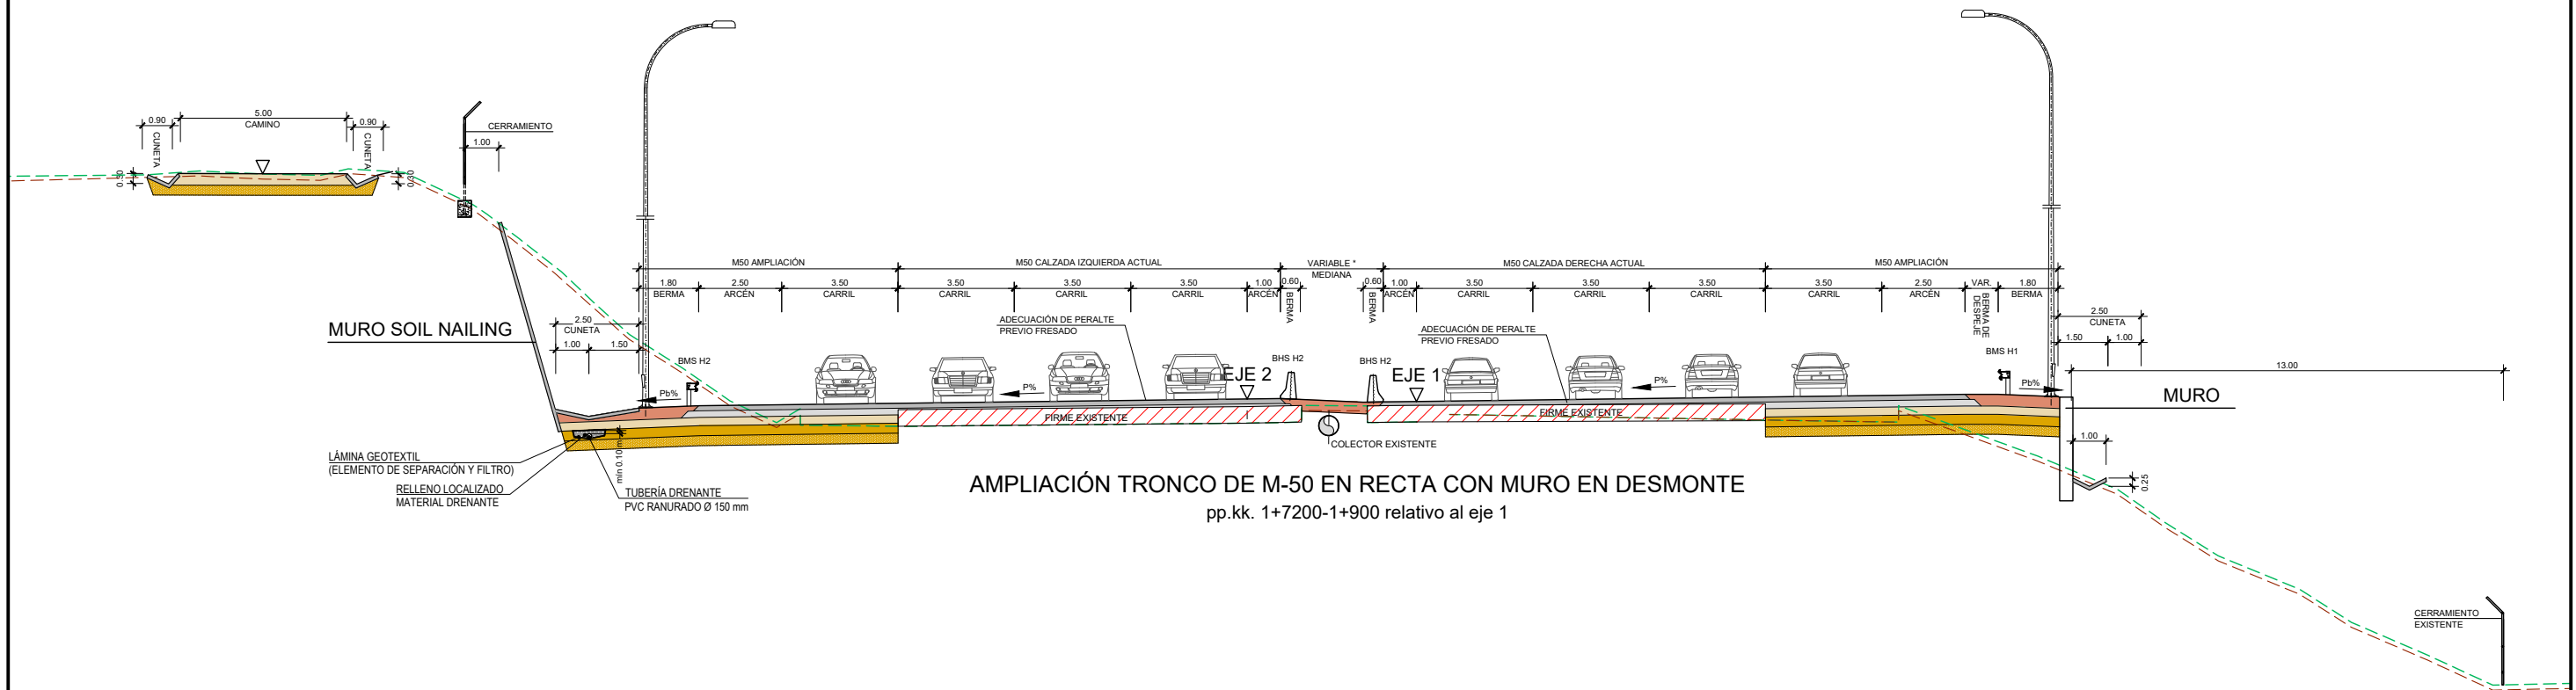 0.90
5.00
0.90
CUNETA
CAMINO
CUNETA
0.30
0.30
CERRAMIENTO
1.00
M50 AMPLIACIÓN
M50 CALZADA IZQUIERDA ACTUAL
VARIABLE *
MEDIANA
M50 CALZADA DERECHA ACTUAL
M50 AMPLIACIÓN
1.80
2.50
3.50
3.50
3.50
3.50
1.00
0.60
0.60
1.00
3.50
3.50
3.50
3.50
2.50
VAR.
1.80
BERMA
ARCÉN
CARRIL
CARRIL
CARRIL
CARRIL
ARCÉN
BERMA
BERMA
ARCÉN
CARRIL
CARRIL
CARRIL
CARRIL
ARCÉN
BERMA DE
DESPEJE
BERMA
MURO SOIL NAILING
2.50
CUNETA
1.00
1.50
2.50
CUNETA
1.50
1.00
ADECUACIÓN DE PERALTE
PREVIO FRESADO
ADECUACIÓN DE PERALTE
PREVIO FRESADO
BMS H2
BHS H2
BHS H2
BMS H1
13.00
Pb%
P%
EJE 2
EJE 1
P%
Pb%
MURO
FIRME EXISTENTE
FIRME EXISTENTE
COLECTOR EXISTENTE
1.00
0.25
LÁMINA GEOTEXTIL
(ELEMENTO DE SEPARACIÓN Y FILTRO)
min 0.10 m
RELLENO LOCALIZADO
MATERIAL DRENANTE
TUBERÍA DRENANTE
PVC RANURADO Ø 150 mm
AMPLIACIÓN TRONCO DE M-50 EN RECTA CON MURO EN DESMONTE
pp.kk. 1+7200-1+900 relativo al eje 1
CERRAMIENTO
EXISTENTE